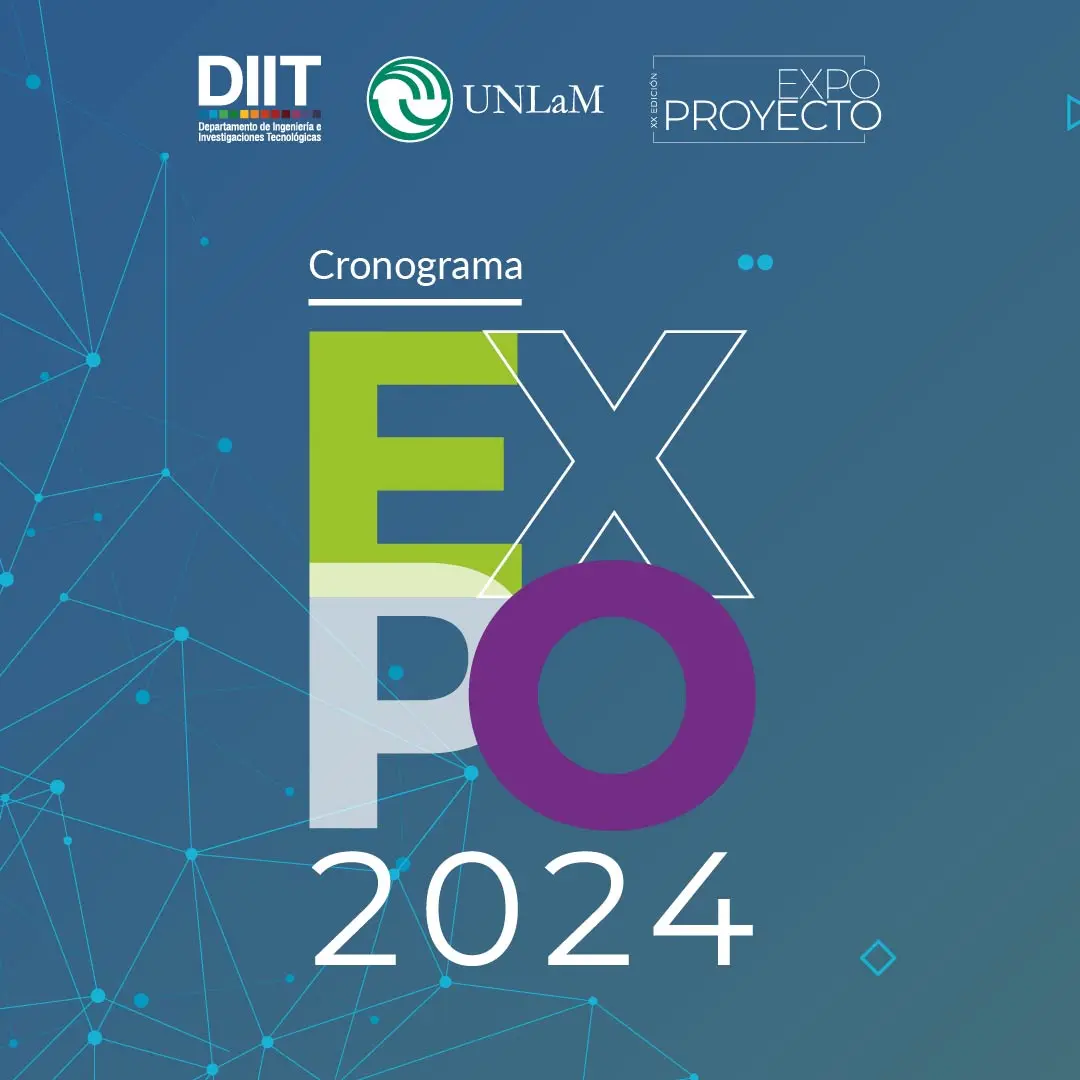 DIIT
Departamento de Ingeniería e
Investigaciones Tecnológicas
UNLaM
XX EDICIÓN
EXPO
PROYECTO
Cronograma
EX
PO
2024